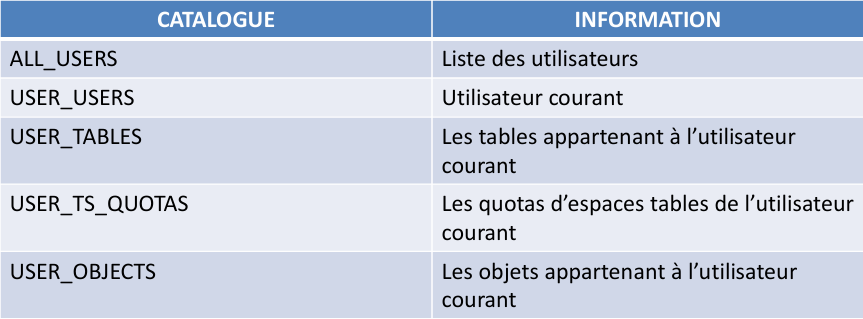 CATALOGUE INFORMATION
ALL_USERS Liste des utilisateurs
USER_USERS Utilisateur courant
USER_TABLES Les tables appartenant à l’utilisateur
courant
USER_TS_QUOTAS Les quotas d’espaces tables de l’utilisateur
courant
USER_OBJECTS Les objets appartenant à l’utilisateur
courant